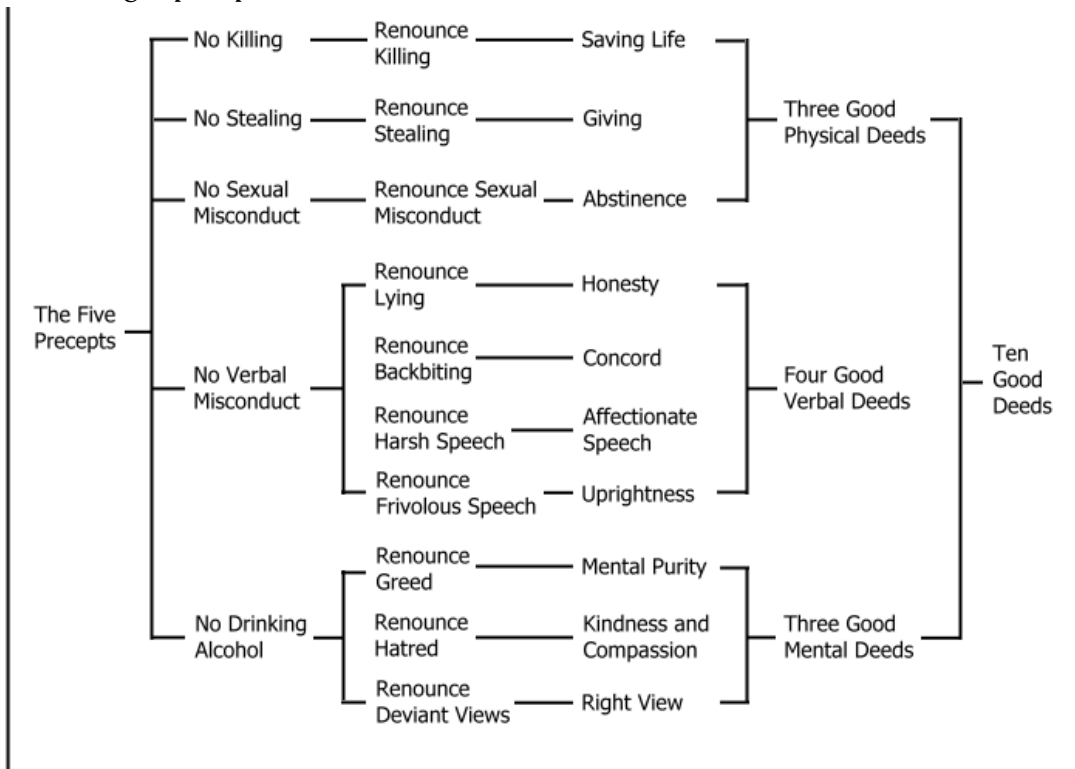 No Killing
Renounce
Killing
Saving Life
No Stealing
Renounce
Stealing
Giving
Three Good
Physical Deeds
No Sexual
Misconduct
Renounce Sexual
Misconduct
Abstinence
The Five
Precepts
No Verbal
Misconduct
Renounce
Lying
Honesty
Renounce
Backbiting
Concord
Renounce
Harsh Speech
Affectionate
Speech
Renounce
Frivolous Speech
Uprightness
Four Good
Verbal Deeds
Ten
Good
Deeds
No Drinking
Alcohol
Renounce
Greed
Mental Purity
Renounce
Hatred
Kindness and
Compassion
Renounce
Deviant Views
Right View
Three Good
Mental Deeds